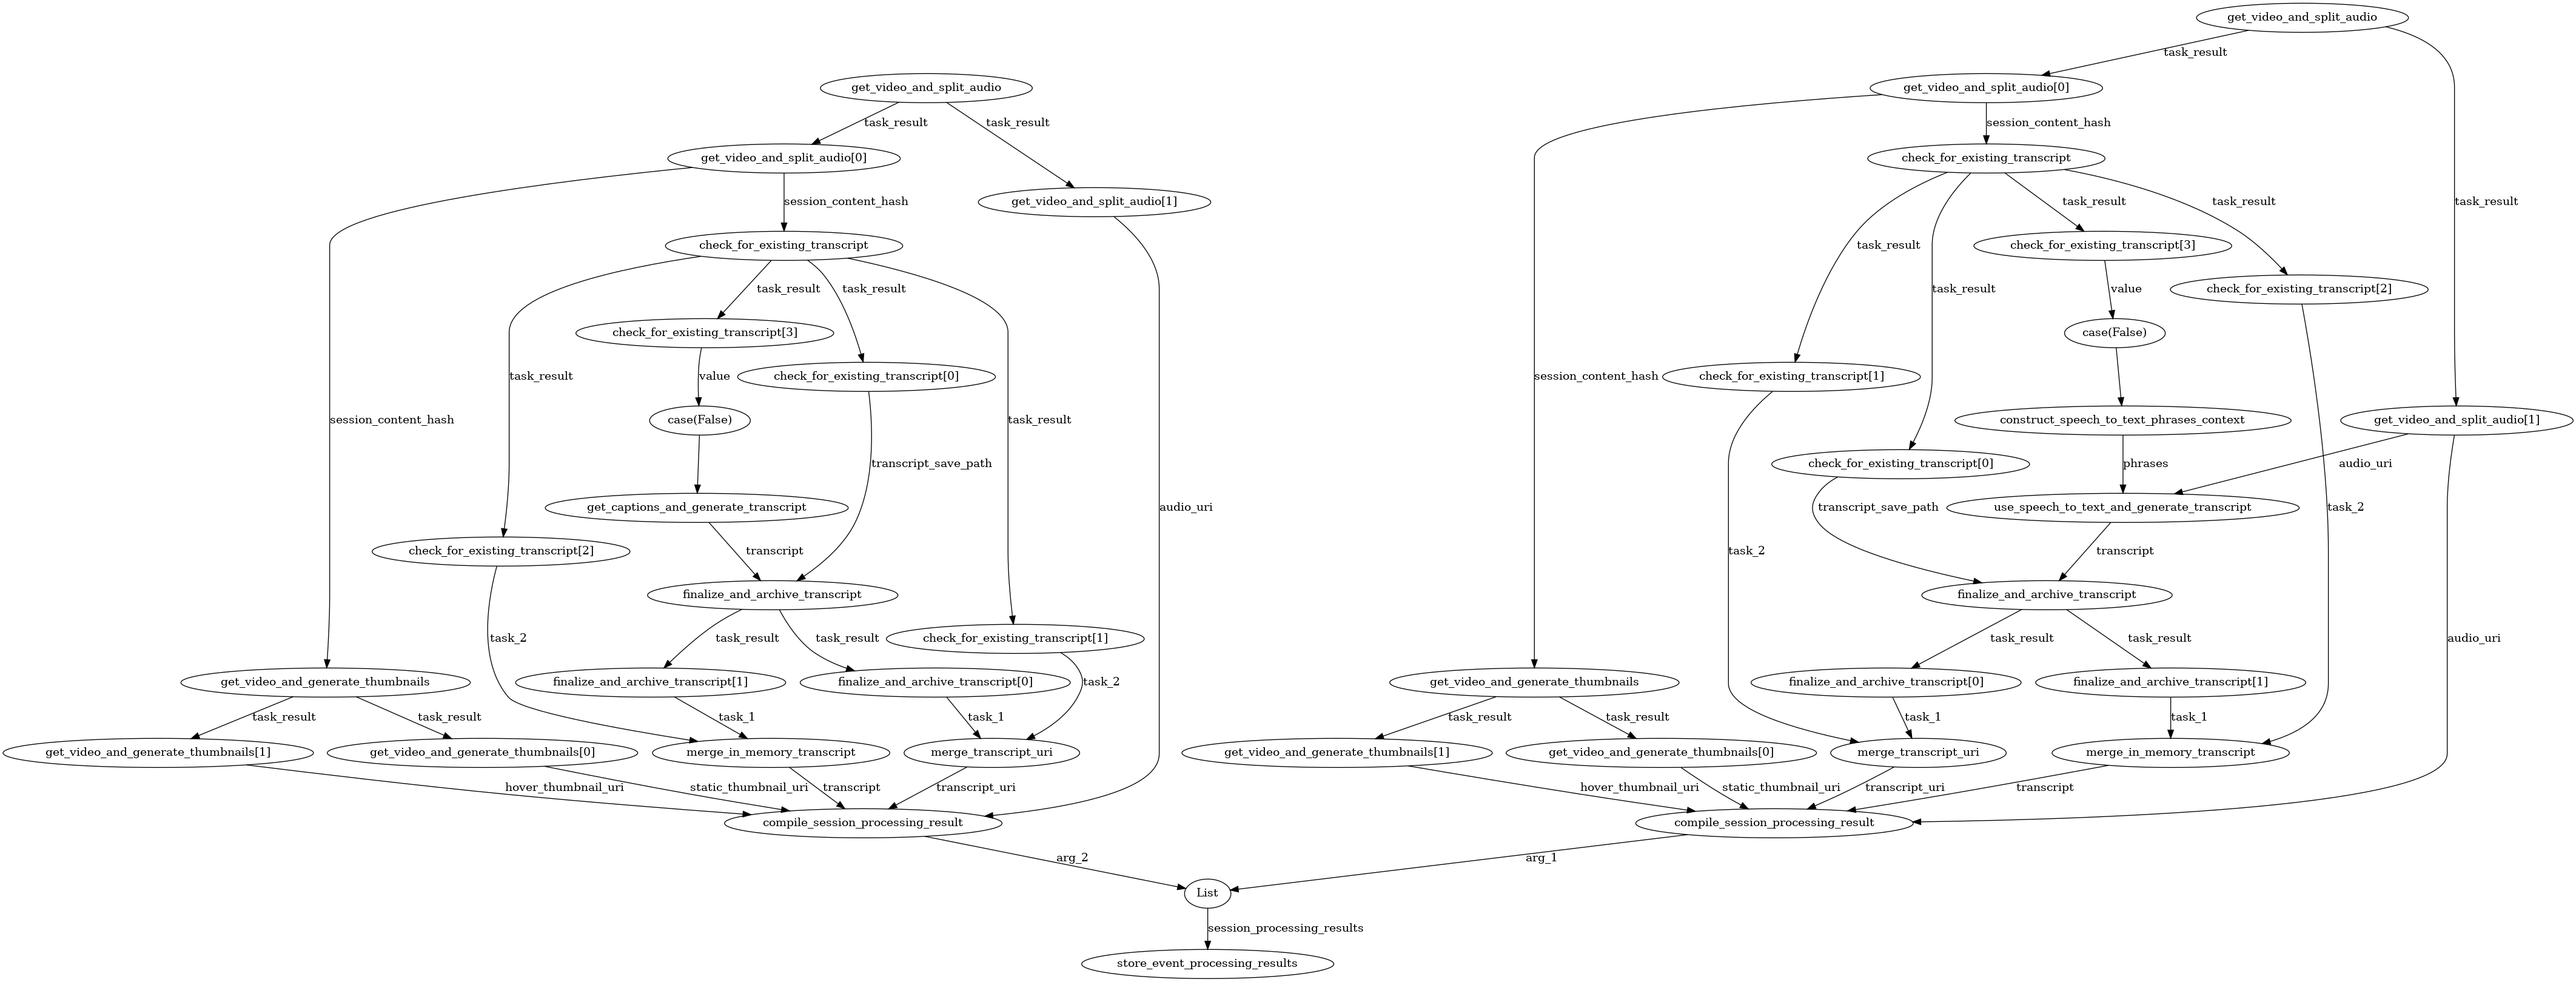 get_video_and_split_audio
task_result
get_video_and_split_audio
get_video_and_split_audio[0]
task_result
task_result
session_content_hash
get_video_and_split_audio[0]
check_for_existing_transcript
session_content_hash
get_video_and_split_audio[1]
task_result
task_result
task_result
check_for_existing_transcript
task_result
check_for_existing_transcript[3]
task_result
task_result
task_result
value
check_for_existing_transcript[2]
check_for_existing_transcript[3]
case(False)
value
check_for_existing_transcript[0]
task_result
session_content_hash
check_for_existing_transcript[1]
session_content_hash
case(False)
task_result
construct_speech_to_text_phrases_context
get_video_and_split_audio[1]
transcript_save_path
check_for_existing_transcript[0]
phrases
audio_uri
get_captions_and_generate_transcript
audio_uri
transcript_save_path
use_speech_to_text_and_generate_transcript
task_2
check_for_existing_transcript[2]
transcript
task_2
transcript
finalize_and_archive_transcript
finalize_and_archive_transcript
task_2
task_result
task_result
check_for_existing_transcript[1]
task_result
task_result
audio_uri
get_video_and_generate_thumbnails
finalize_and_archive_transcript[1]
finalize_and_archive_transcript[0]
task_2
get_video_and_generate_thumbnails
finalize_and_archive_transcript[0]
finalize_and_archive_transcript[1]
task_result
task_result
task_1
task_1
task_result
task_result
task_1
task_1
get_video_and_generate_thumbnails[1]
get_video_and_generate_thumbnails[0]
merge_in_memory_transcript
merge_transcript_uri
get_video_and_generate_thumbnails[1]
get_video_and_generate_thumbnails[0]
merge_transcript_uri
merge_in_memory_transcript
hover_thumbnail_uri
static_thumbnail_uri
transcript
transcript_uri
hover_thumbnail_uri
static_thumbnail_uri
transcript_uri
transcript
compile_session_processing_result
compile_session_processing_result
arg_2
arg_1
List
session_processing_results
store_event_processing_results